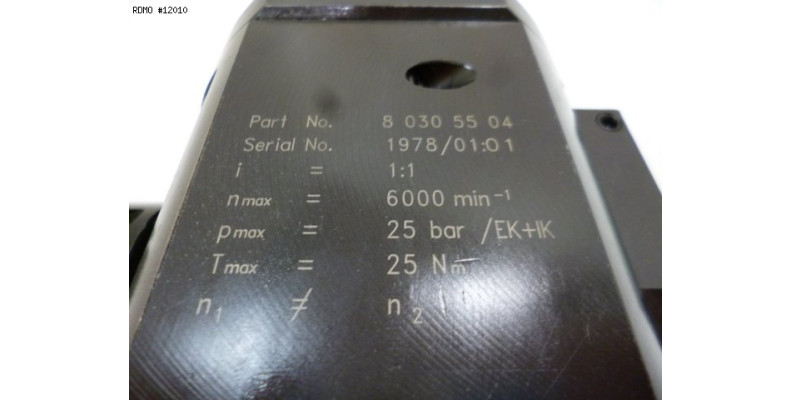 RDMO #12010
Part No. 8 030 55 04
Serial No. 1978/01:01
i = 1:1
nmax = 6000 min⁻¹
pmax = 25 bar /EK+IK
Tmax = 25 Nm
n₁ ≠ n₂